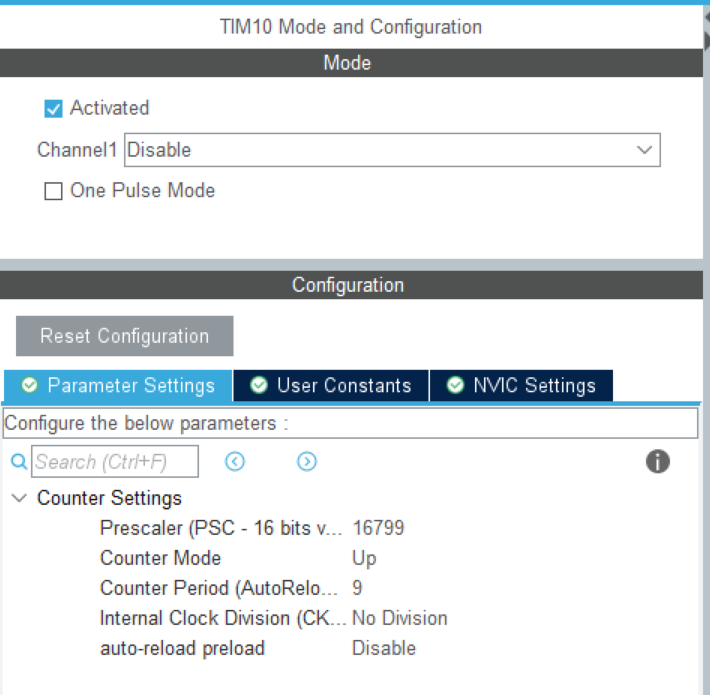 TIM10 Mode and Configuration
Mode
Activated
Channel1 Disable
One Pulse Mode
Configuration
Reset Configuration
Parameter Settings User Constants NVIC Settings
Configure the below parameters :
Search (Ctrl+F)
Counter Settings
Prescaler (PSC - 16 bits v... 16799
Counter Mode Up
Counter Period (AutoRelo... 9
Internal Clock Division (CK... No Division
auto-reload preload Disable